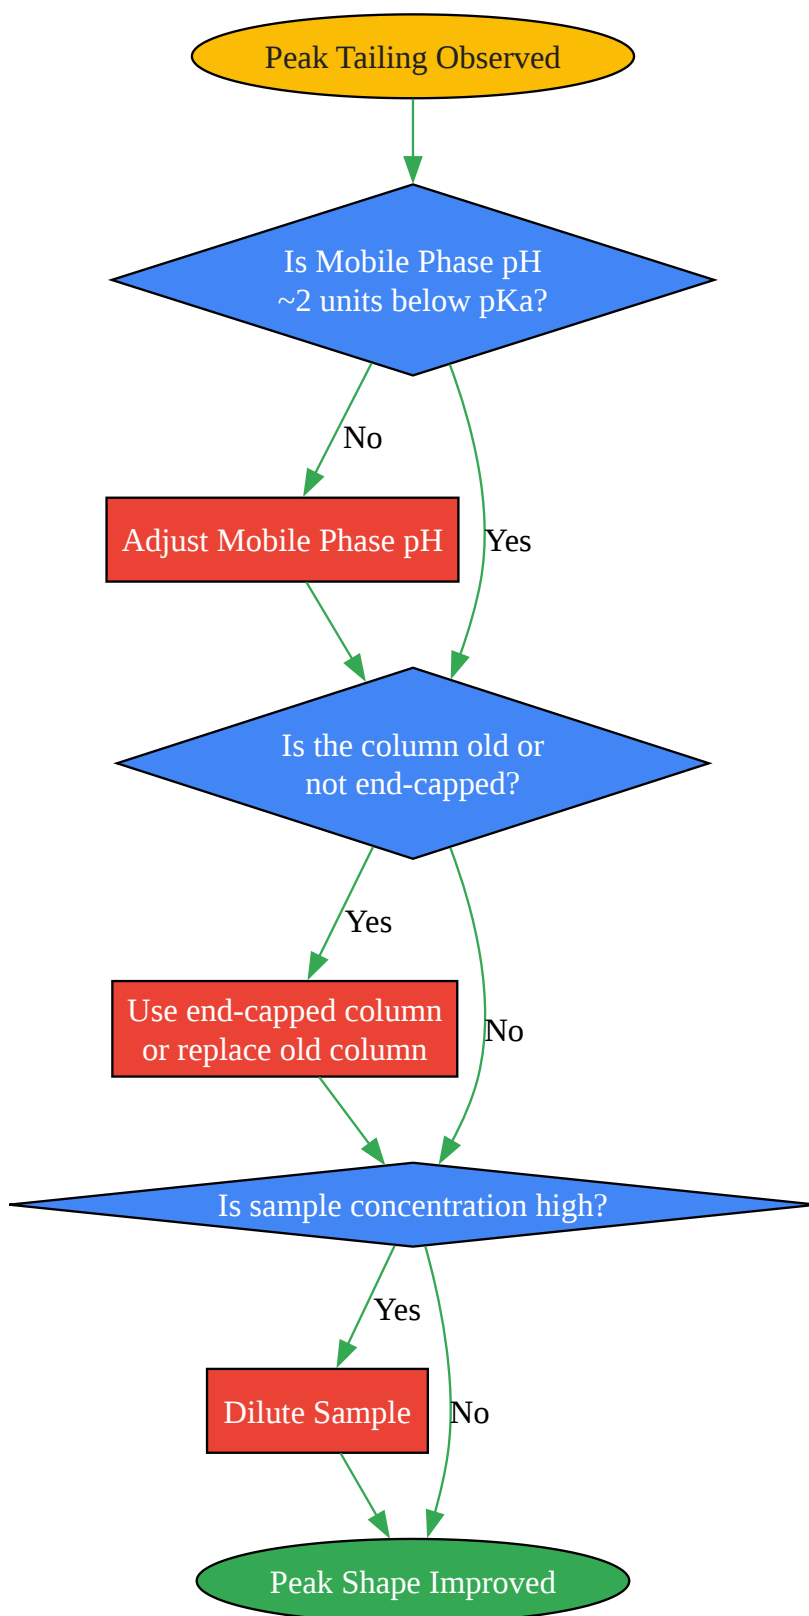 Peak Tailing Observed
Is Mobile Phase pH
~2 units below pKa?
No
Adjust Mobile Phase pH
Yes
Is the column old or
not end-capped?
Yes
Use end-capped column
or replace old column
No
Is sample concentration high?
Yes
Dilute Sample
No
Peak Shape Improved